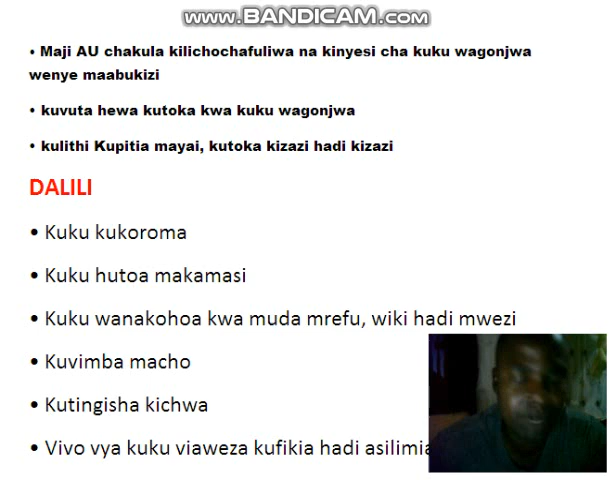 www.BANDICAM.com
• Maji AU chakula kilichochafuliwa na kinyesi cha kuku wagonjwa
wenye maabukizi
• kuvuta hewa kutoka kwa kuku wagonjwa
• kulithi Kupitia mayai, kutoka kizazi hadi kizazi
DALILI
• Kuku kukoroma
• Kuku hutoa makamasi
• Kuku wanakohoa kwa muda mrefu, wiki hadi mwezi
• Kuvimba macho
• Kutingisha kichwa
• Vivo vya kuku viaweza kufikia hadi asilimia